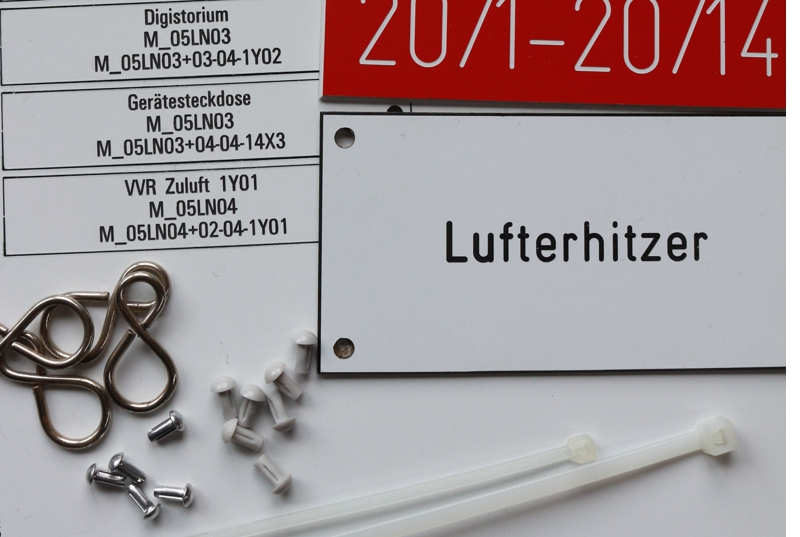 Digistorium
M_05LN03
M_05LN03+03-04-1Y02
Gerätesteckdose
M_05LN03
M_05LN03+04-04-14X3
VVR Zuluft 1Y01
M_05LN04
M_05LN04+02-04-1Y01
20/1-20/14
Lufterhitzer